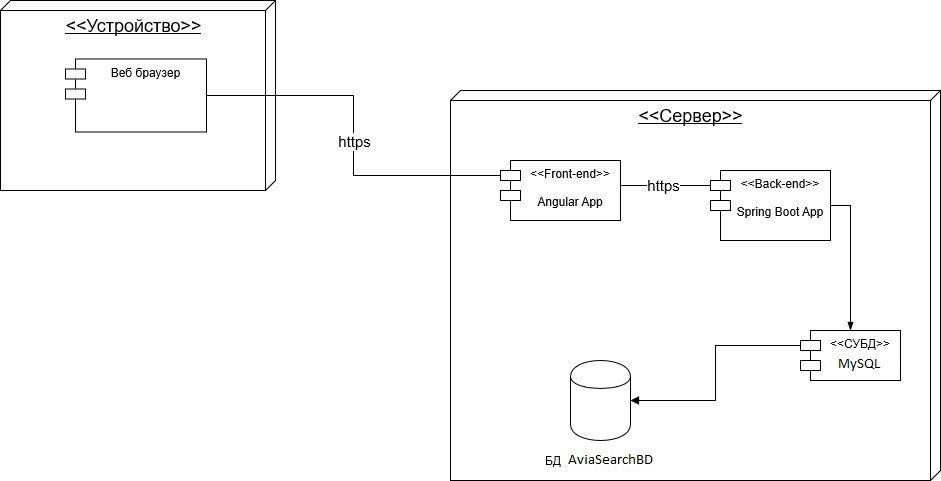 <<Устройство>>
Веб браузер
https
<<Сервер>>
<<Front-end>>
Angular App
https
<<Back-end>>
Spring Boot App
<<СУБД>>
MySQL
БД AviaSearchBD